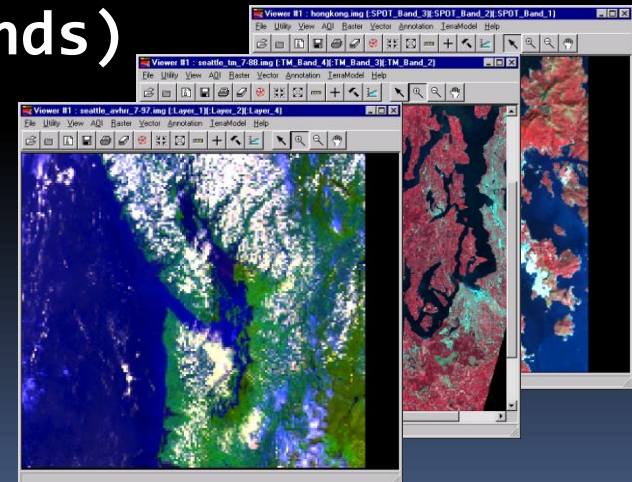 nds)
Viewer #1 : hongkong.img (:SPOT_Band_3)(:SPOT_Band_2)(:SPOT_Band_1)
File Utility View AOI Raster Vector Annotation TerraModel Help
Viewer #1 : seattle_tm_7-88.img (:TM_Band_4)(:TM_Band_3)(:TM_Band_2)
File Utility View AOI Raster Vector Annotation TerraModel Help
Viewer #1 : seattle_avhrr_7-97.img (:Layer_1)(:Layer_2)(:Layer_4)
File Utility View AOI Raster Vector Annotation TerraModel Help